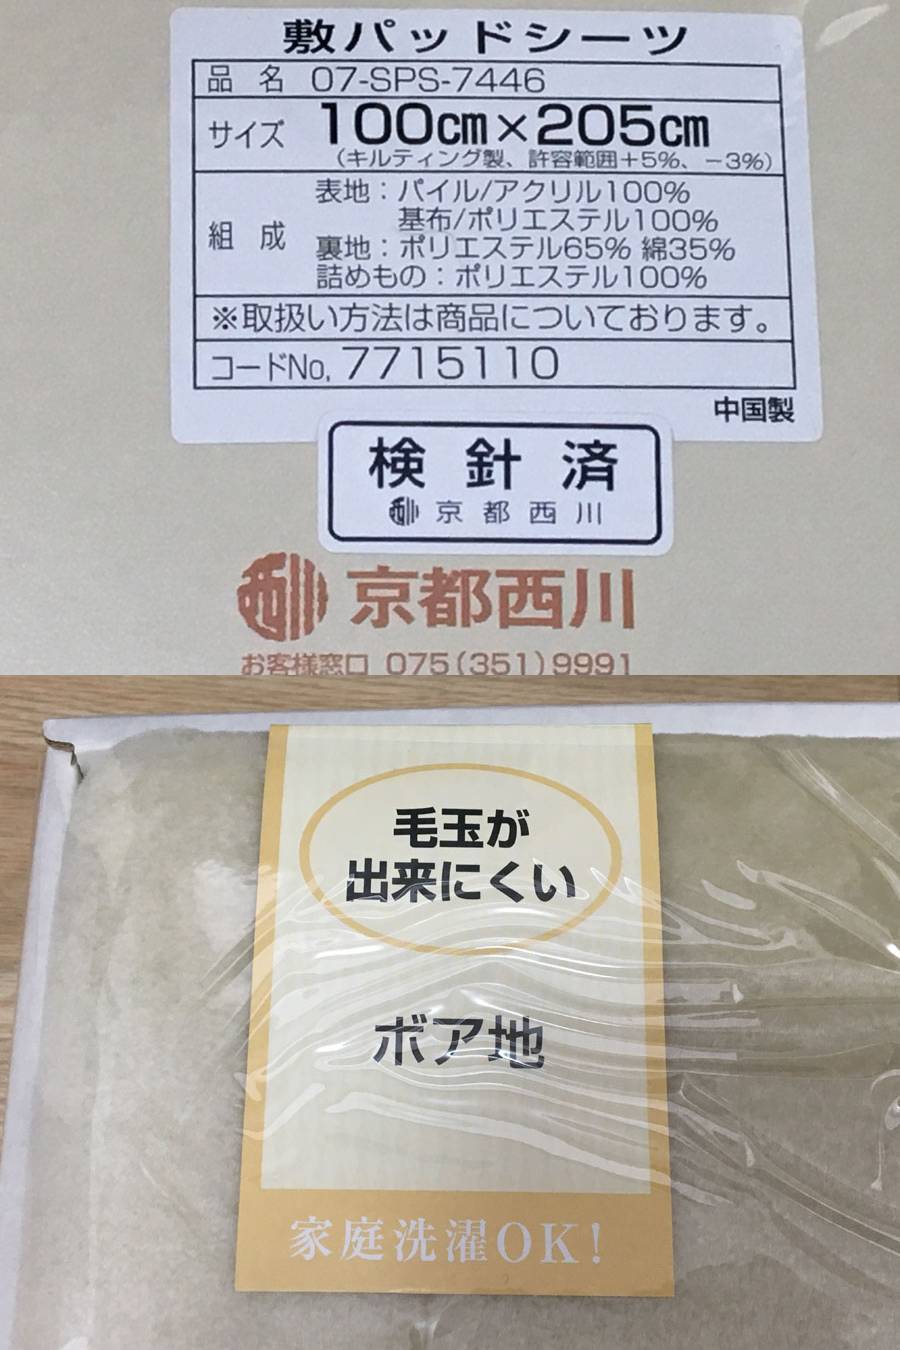 敷パッドシーツ
品名 07-SPS-7446
サイズ 100cm×205cm
(キルティング製、許容範囲+5%、-3%)
組成 表地:パイル/アクリル100%
基布/ポリエステル100%
裏地:ポリエステル65% 綿35%
詰めもの:ポリエステル100%
※取扱い方法は商品についております。
コードNo. 7715110
中国製
検針済
西川 京都西川
西川 京都西川
お客様窓口 075(351)9991
毛玉が
出来にくい
ボア地
家庭洗濯OK!